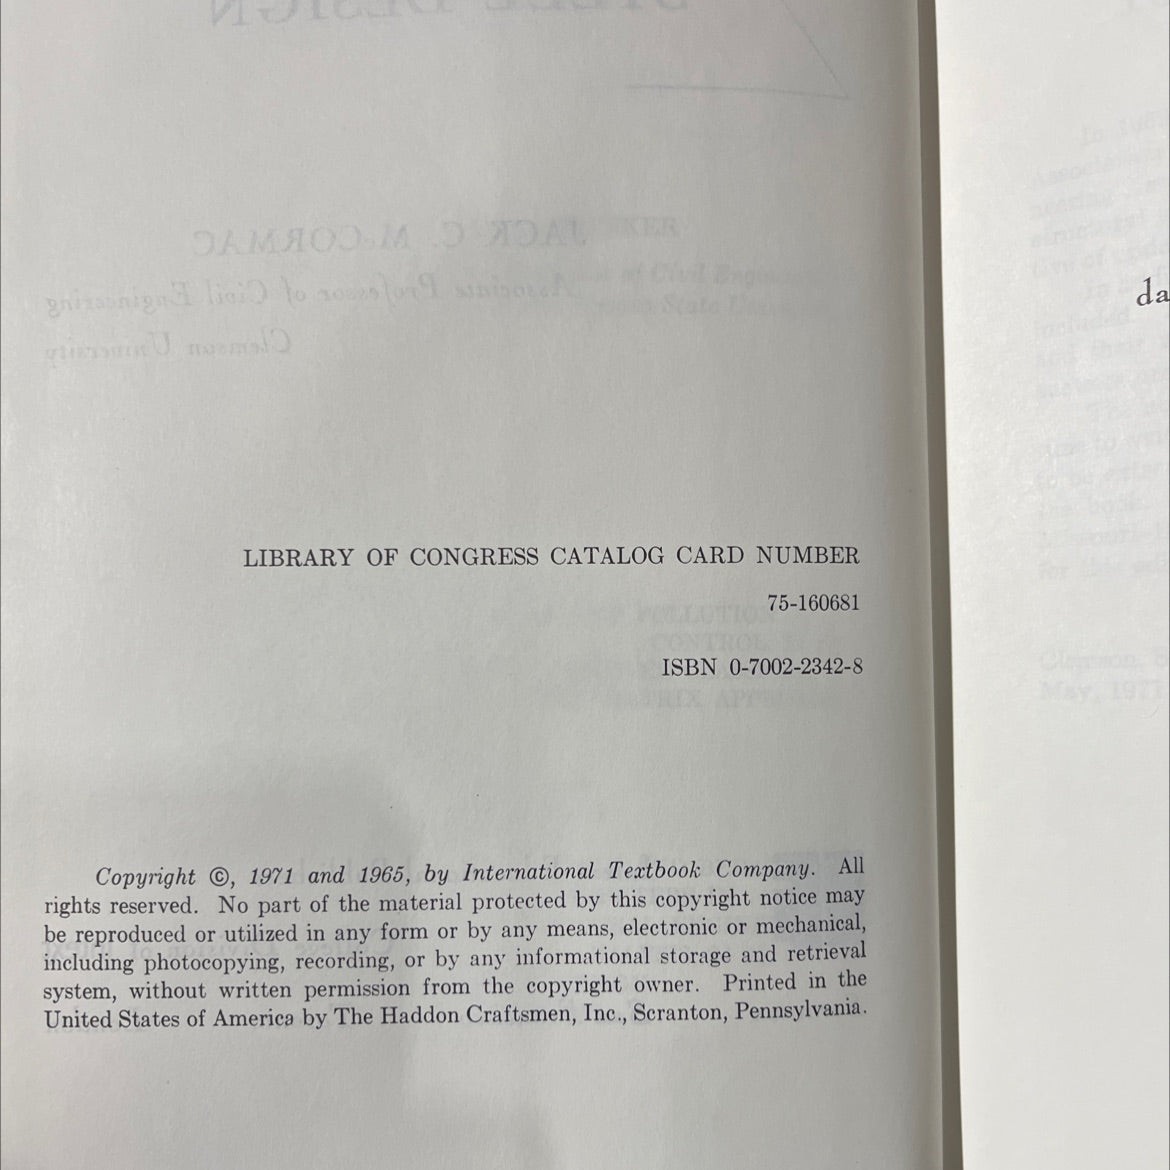 LIBRARY OF CONGRESS CATALOG CARD NUMBER
75-160681
ISBN 0-7002-2342-8
Copyright ©, 1971 and 1965, by International Textbook Company. All
rights reserved. No part of the material protected by this copyright notice may
be reproduced or utilized in any form or by any means, electronic or mechanical,
including photocopying, recording, or by any informational storage and retrieval
system, without written permission from the copyright owner. Printed in the
United States of America by The Haddon Craftsmen, Inc., Scranton, Pennsylvania.
da